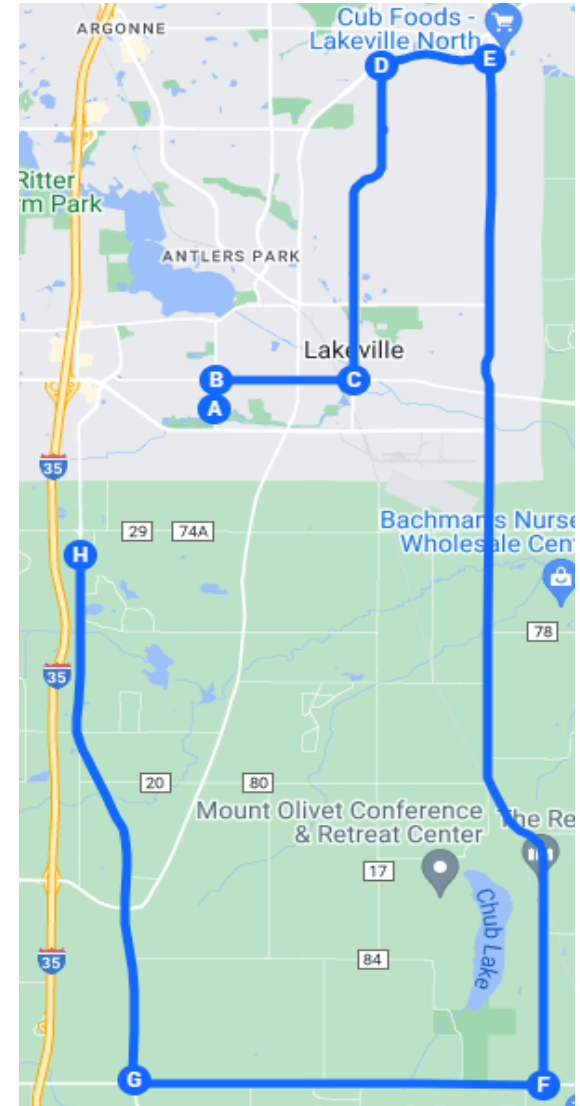 ARGONNE
Cub Foods -
Lakeville North
D
E
Ritter
rm Park
ANTLERS PARK
Lakeville
B
C
A
35
29
74A
Bachman's Nurse
Wholesale Cent
H
78
35
20
80
Mount Olivet Conference
& Retreat Center
The Re
17
Chub Lake
84
35
G
F